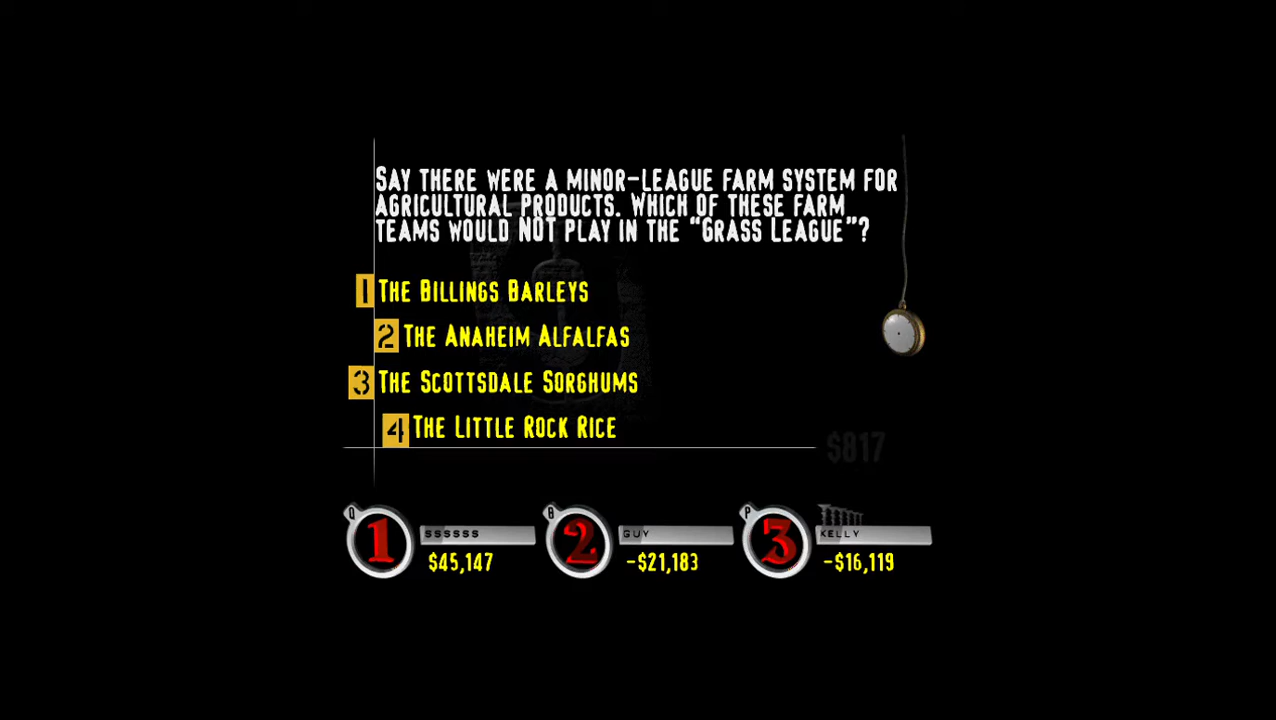 Say there were a minor-league farm system for
agricultural products. Which of these farm
teams would NOT play in the “Grass League”?
1 The Billings Barleys
2 The Anaheim Alfalfas
3 The Scottsdale Sorghums
4 The Little Rock Rice
$817
Q 1 SSSSSS $45,147
B 2 GUY -$21,183
P 3 KELLY -$16,119